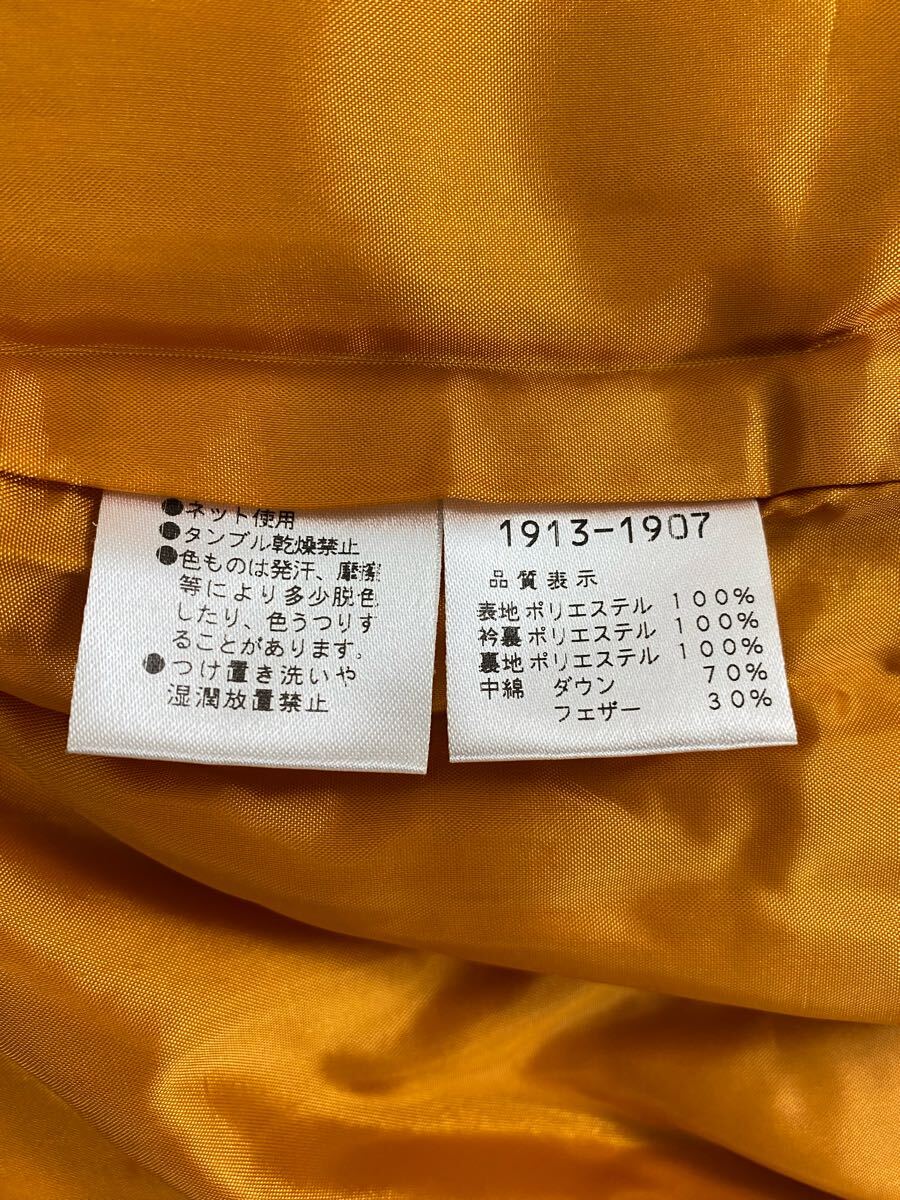 ●ネット使用
●タンブル乾燥禁止
●色ものは発汗、摩擦
等により多少脱色
したり、色うつりす
ることがあります。
●つけ置き洗いや
湿潤放置禁止
1913-1907
品質表示
表地ポリエステル 100%
衿裏ポリエステル 100%
裏地ポリエステル 100%
中綿 ダウン 70%
フェザー 30%